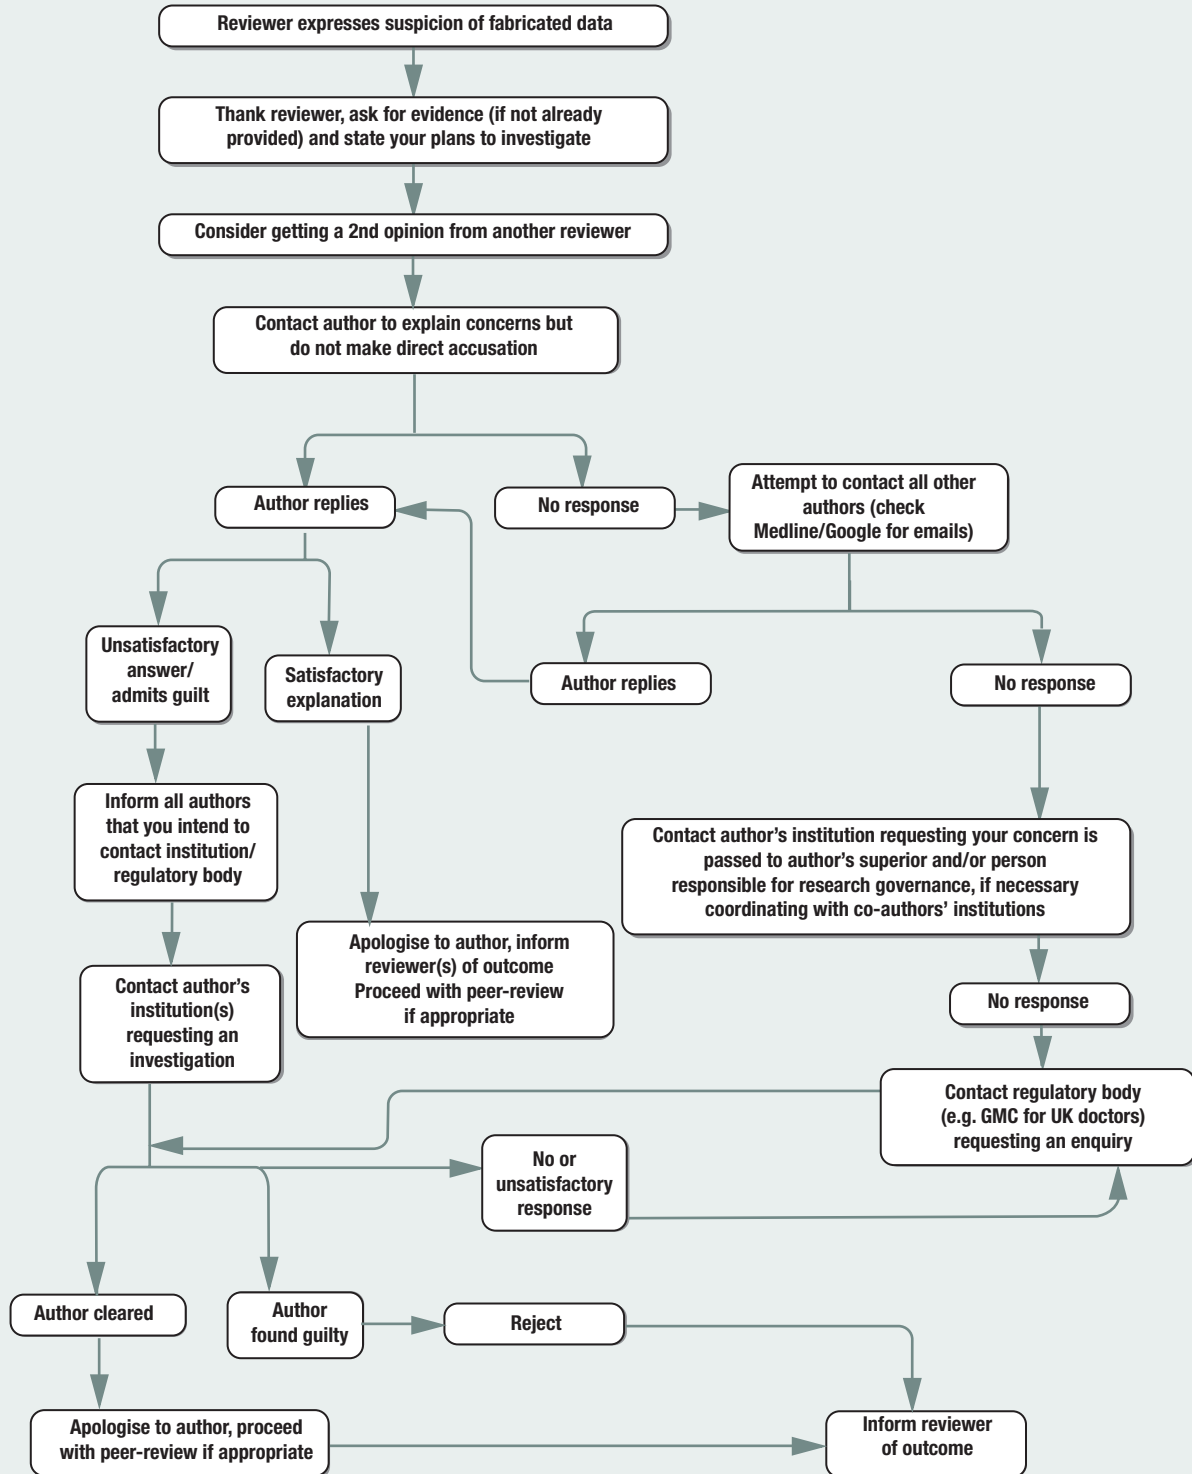 Reviewer expresses suspicion of fabricated data
Thank reviewer, ask for evidence (if not already
provided) and state your plans to investigate
Consider getting a 2nd opinion from another reviewer
Contact author to explain concerns but
do not make direct accusation
Author replies
No response
Attempt to contact all other
authors (check
Medline/Google for emails)
Unsatisfactory
answer/
admits guilt
Satisfactory
explanation
Author replies
No response
Inform all authors
that you intend to
contact institution/
regulatory body
Contact author’s institution requesting your concern is
passed to author’s superior and/or person
responsible for research governance, if necessary
coordinating with co-authors’ institutions
Apologise to author, inform
reviewer(s) of outcome
Proceed with peer-review
if appropriate
Contact author’s
institution(s)
requesting an
investigation
No response
Contact regulatory body
(e.g. GMC for UK doctors)
requesting an enquiry
No or
unsatisfactory
response
Author cleared
Author
found guilty
Reject
Apologise to author, proceed
with peer-review if appropriate
Inform reviewer
of outcome